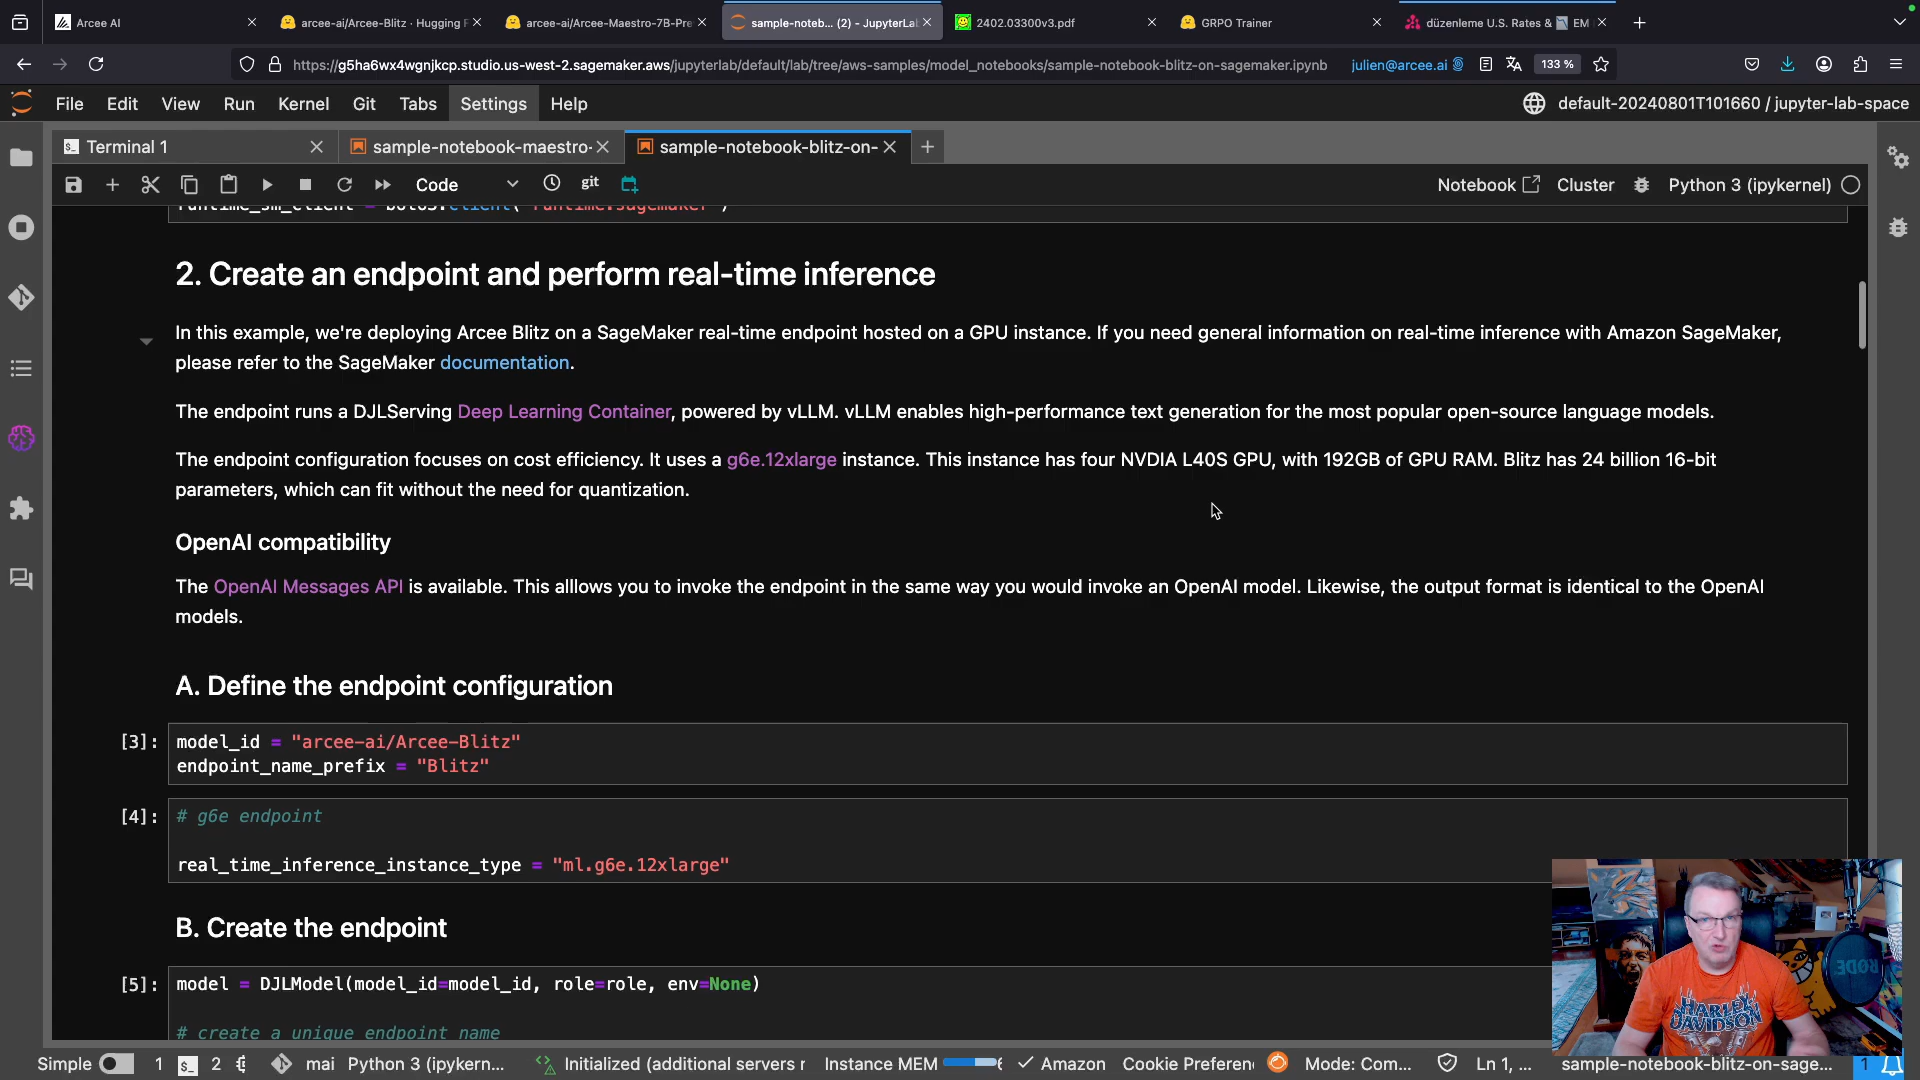 Arcee AI
arcee-ai/Arcee-Blitz · Hugging F
arcee-ai/Arcee-Maestro-7B-Pre
sample-noteb... (2) - JupyterLa
2402.03300v3.pdf
GRPO Trainer
düzenleme U.S. Rates & EM
https://g5ha6wx4wgnjkcp.studio.us-west-2.sagemaker.aws/jupyterlab/default/lab/tree/aws-samples/model_notebooks/sample-notebook-blitz-on-sagemaker.ipynb
julien@arcee.ai
133 %
File Edit View Run Kernel Git Tabs Settings Help
default-20240801T101660 / jupyter-lab-space
Terminal 1
sample-notebook-maestro-
sample-notebook-blitz-on-
Code
git
Notebook
Cluster
Python 3 (ipykernel)
runtime_sm_client = boto3.client("runtime.sagemaker")
2. Create an endpoint and perform real-time inference
In this example, we're deploying Arcee Blitz on a SageMaker real-time endpoint hosted on a GPU instance. If you need general information on real-time inference with Amazon SageMaker,
please refer to the SageMaker documentation.
The endpoint runs a DJLServing Deep Learning Container, powered by vLLM. vLLM enables high-performance text generation for the most popular open-source language models.
The endpoint configuration focuses on cost efficiency. It uses a g6e.12xlarge instance. This instance has four NVDIA L40S GPU, with 192GB of GPU RAM. Blitz has 24 billion 16-bit
parameters, which can fit without the need for quantization.
OpenAI compatibility
The OpenAI Messages API is available. This alllows you to invoke the endpoint in the same way you would invoke an OpenAI model. Likewise, the output format is identical to the OpenAI
models.
A. Define the endpoint configuration
[3]: model_id = "arcee-ai/Arcee-Blitz"
endpoint_name_prefix = "Blitz"
[4]: # g6e endpoint
real_time_inference_instance_type = "ml.g6e.12xlarge"
B. Create the endpoint
[5]: model = DJLModel(model_id=model_id, role=role, env=None)
# create a unique endpoint name
RØDE
HARLEY
DAVIDSON
Simple
1
2
mai
Python 3 (ipykern...
Initialized (additional servers r
Instance MEM
Amazon
Cookie Preferen
Mode: Com...
Ln 1, ...
sample-notebook-blitz-on-sage...
1